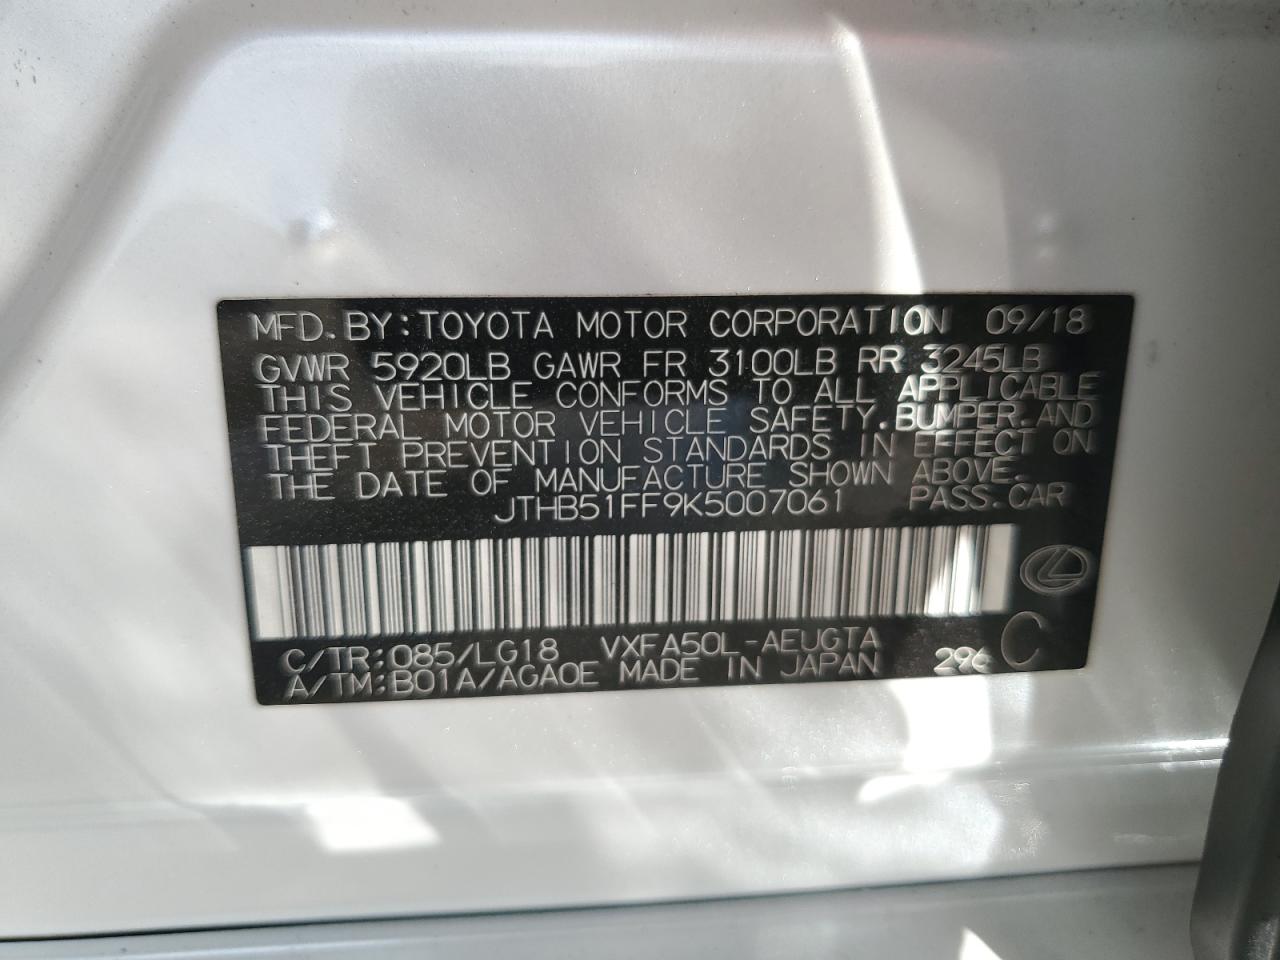 MFD. BY: TOYOTA MOTOR CORPORATION 09/18
GVWR 5920LB GAWR FR 3100LB RR 3245LB
THIS VEHICLE CONFORMS TO ALL APPLICABLE
FEDERAL MOTOR VEHICLE SAFETY, BUMPER, AND
THEFT PREVENTION STANDARDS IN EFFECT ON
THE DATE OF MANUFACTURE SHOWN ABOVE.
JTHB51FF9K5007061 PASS. CAR
C/TR: 085/LG18 VXFA50L-AEUGTA
A/TM: B01A/AGA0E MADE IN JAPAN 296 C